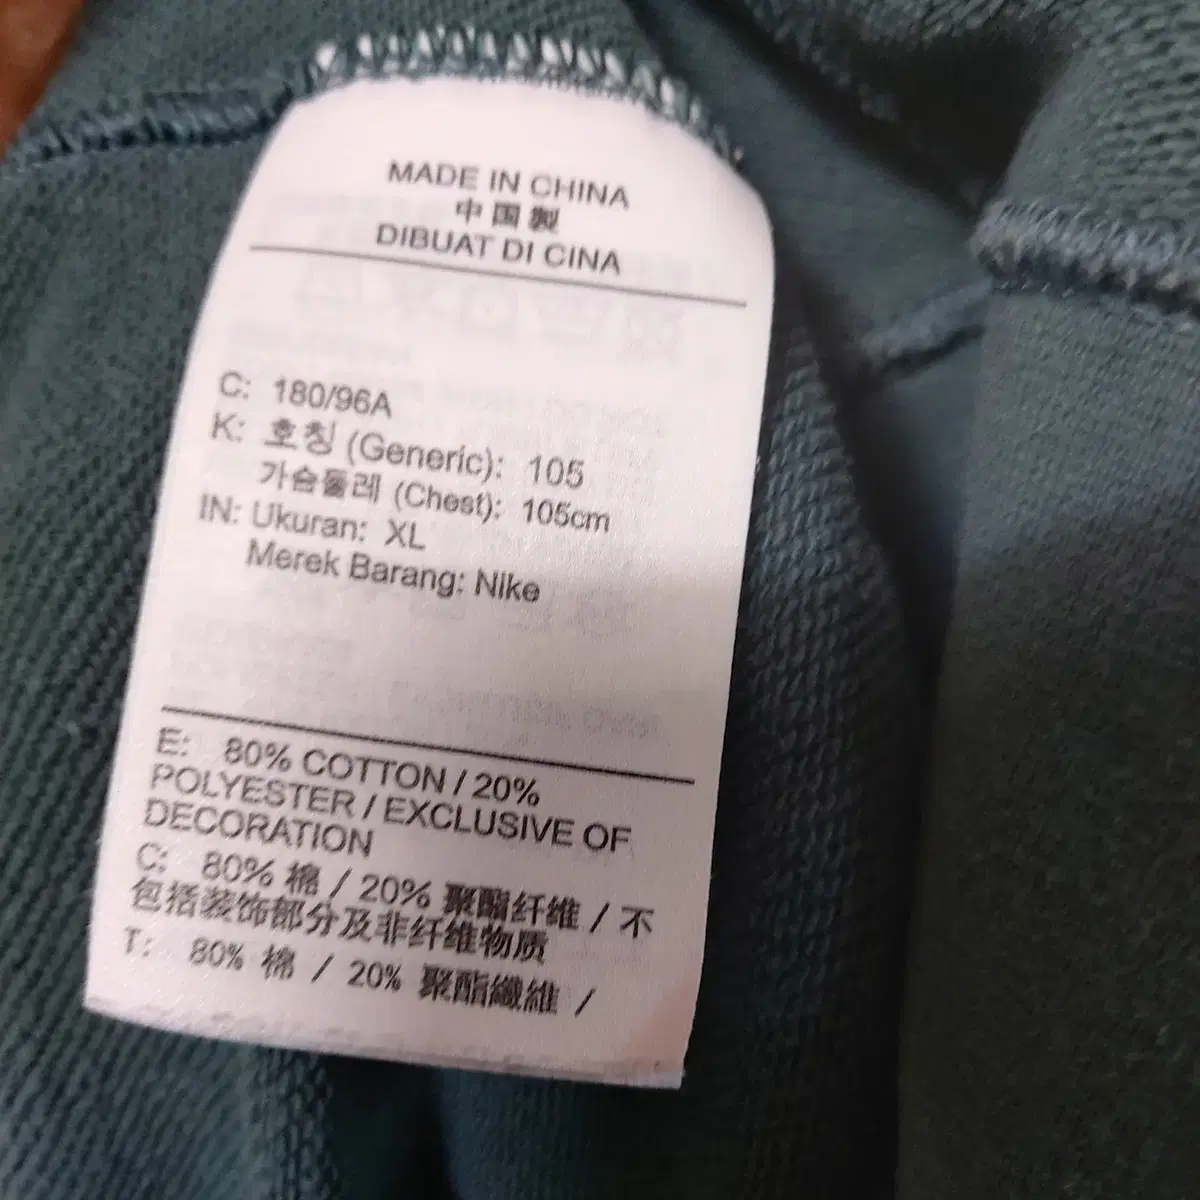 MADE IN CHINA
中国製
DIBUAT DI CINA
C: 180/96A
K: 호칭 (Generic): 105
가슴둘레 (Chest): 105cm
IN: Ukuran: XL
Merek Barang: Nike
E: 80% COTTON / 20%
POLYESTER / EXCLUSIVE OF
DECORATION
C: 80% 棉 / 20% 聚酯纤维 / 不
包括装饰部分及非纤维物质
T: 80% 棉 / 20% 聚酯纖維 /